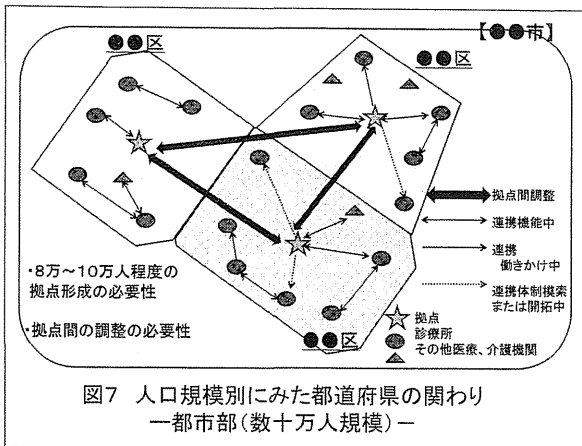 【●●市】
●●区
●●区
拠点間調整
連携機能中
連携
働きかけ中
連携体制模索
または開拓中
・8万～10万人程度の
拠点形成の必要性
・拠点間の調整の必要性
●●区
拠点
診療所
その他医療、介護機関
図7 人口規模別にみた都道府県の関わり
ー都市部(数十万人規模)－